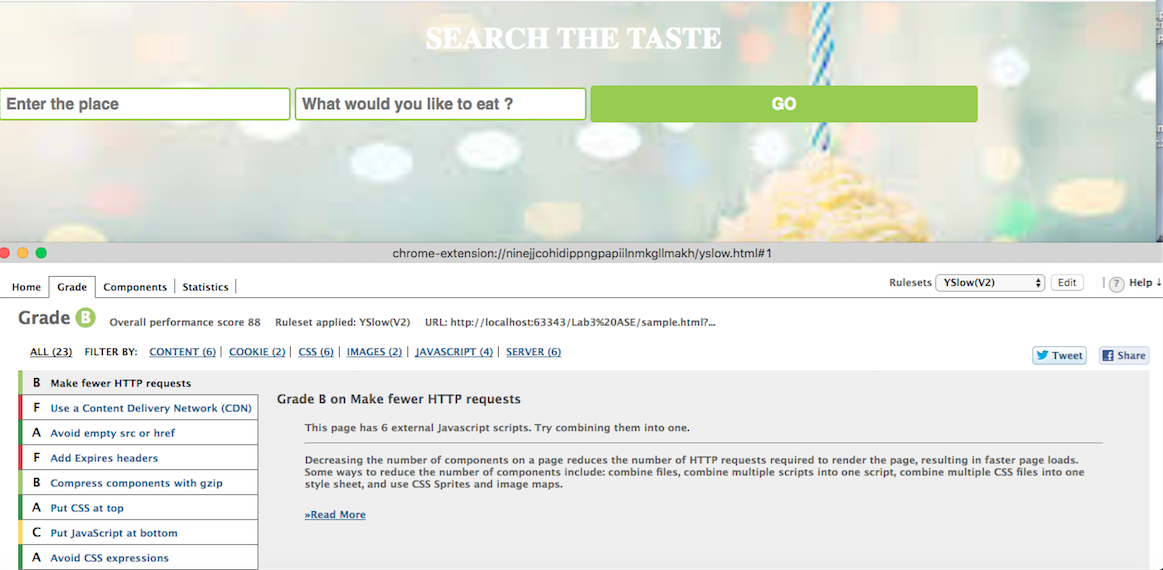 SEARCH THE TASTE
Enter the place
What would you like to eat ?
GO
chrome-extension://ninejjcohidippngpapiilnmkgllmakh/yslow.html#1
Home Grade Components Statistics
Rulesets YSlow(V2) Edit ? Help ↓
Grade B Overall performance score 88 Ruleset applied: YSlow(V2) URL: http://localhost:63343/Lab3%20ASE/sample.html?...
ALL (23) FILTER BY: CONTENT (6) | COOKIE (2) | CSS (6) | IMAGES (2) | JAVASCRIPT (4) | SERVER (6)
Tweet
Share
B Make fewer HTTP requests
F Use a Content Delivery Network (CDN)
A Avoid empty src or href
F Add Expires headers
B Compress components with gzip
A Put CSS at top
C Put JavaScript at bottom
A Avoid CSS expressions
Grade B on Make fewer HTTP requests
This page has 6 external Javascript scripts. Try combining them into one.
Decreasing the number of components on a page reduces the number of HTTP requests required to render the page, resulting in faster page loads.
Some ways to reduce the number of components include: combine files, combine multiple scripts into one script, combine multiple CSS files into one
style sheet, and use CSS Sprites and image maps.
»Read More